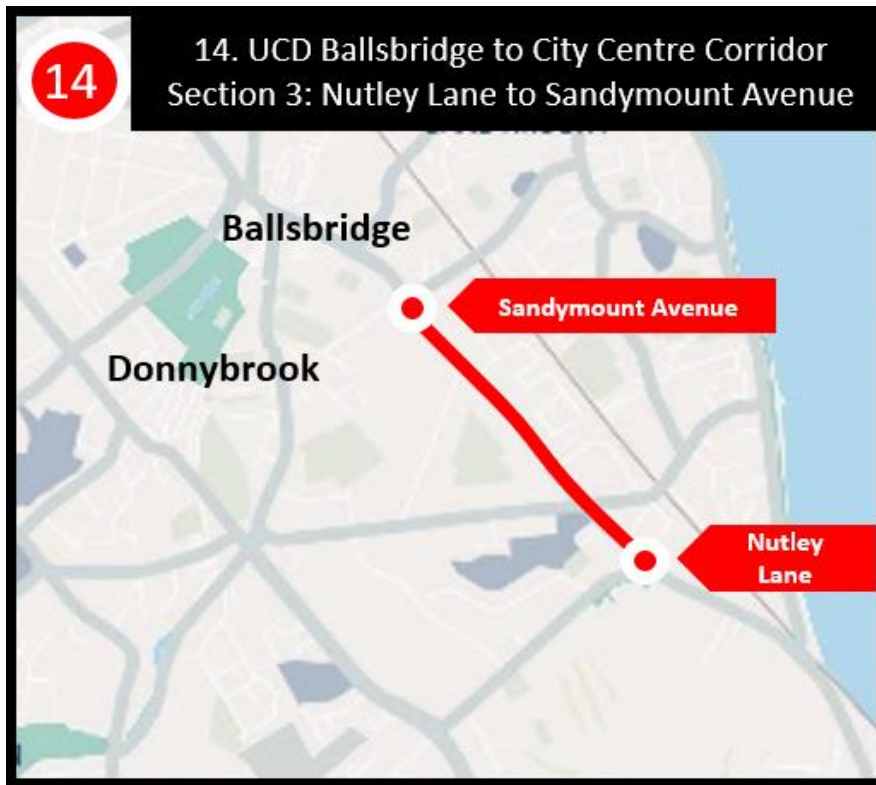 14
14. UCD Ballsbridge to City Centre Corridor
Section 3: Nutley Lane to Sandymount Avenue
Ballsbridge
Sandymount Avenue
Donnybrook
Nutley
Lane